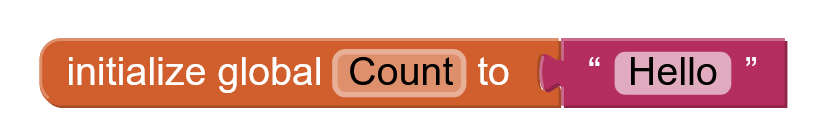 initialize global Count to “ Hello ”